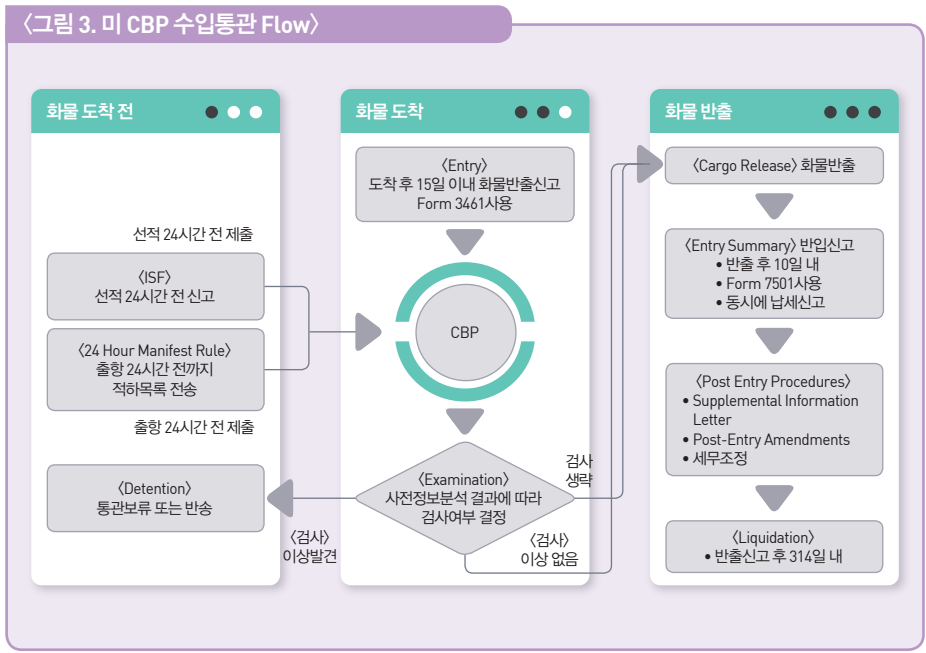 〈그림 3. 미 CBP 수입통관 Flow〉
화물 도착 전
선적 24시간 전 제출
〈ISF〉
선적 24시간 전 신고
〈24 Hour Manifest Rule〉
출항 24시간 전까지
적하목록 전송
출항 24시간 전 제출
〈Detention〉
통관보류 또는 반송
〈검사〉
이상발견
화물 도착
〈Entry〉
도착 후 15일 이내 화물반출신고
Form 3461사용
CBP
〈Examination〉
사전정보분석 결과에 따라
검사여부 결정
검사
생략
〈검사〉
이상 없음
화물 반출
〈Cargo Release〉 화물반출
〈Entry Summary〉 반입신고
• 반출 후 10일 내
• Form 7501사용
• 동시에 납세신고
〈Post Entry Procedures〉
• Supplemental Information
Letter
• Post-Entry Amendments
• 세무조정
〈Liquidation〉
• 반출신고 후 314일 내